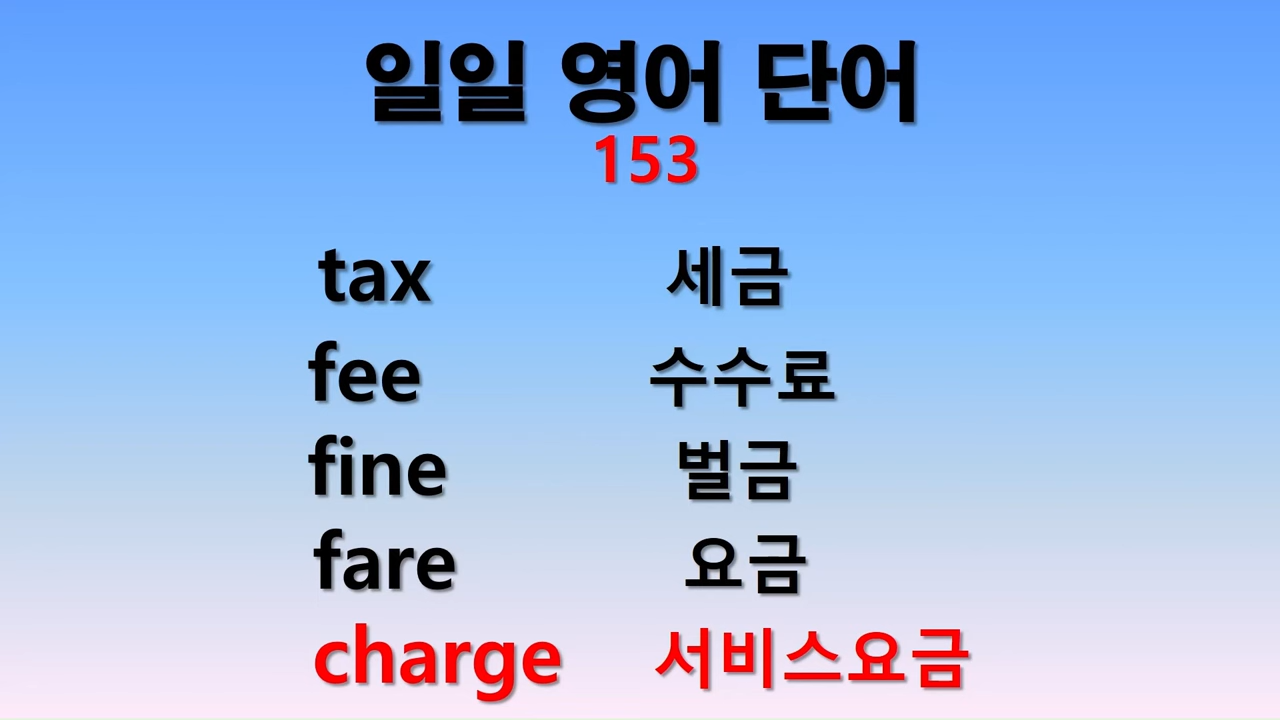 일일 영어 단어
153
tax 세금
fee 수수료
fine 벌금
fare 요금
charge 서비스요금